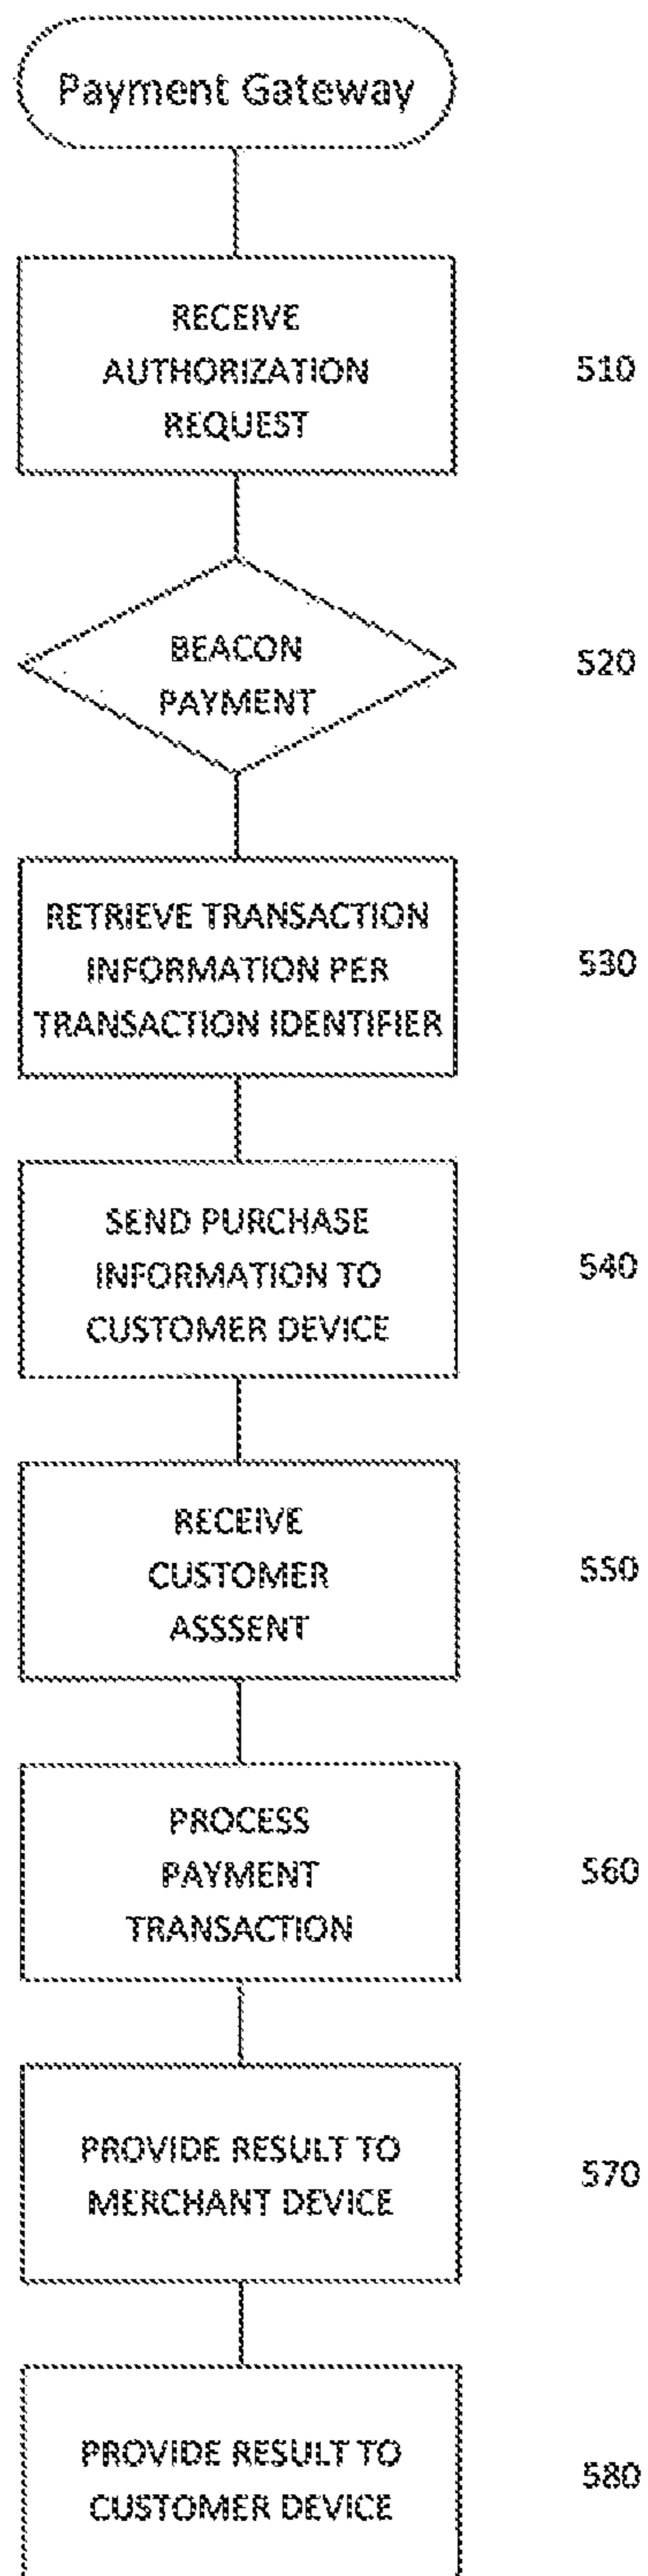 Payment Gateway
RECEIVE
AUTHORIZATION
REQUEST
510
BEACON
PAYMENT
520
RETRIEVE TRANSACTION
INFORMATION PER
TRANSACTION IDENTIFIER
530
SEND PURCHASE
INFORMATION TO
CUSTOMER DEVICE
540
RECEIVE
CUSTOMER
ASSSENT
550
PROCESS
PAYMENT
TRANSACTION
560
PROVIDE RESULT TO
MERCHANT DEVICE
570
PROVIDE RESULT TO
CUSTOMER DEVICE
580